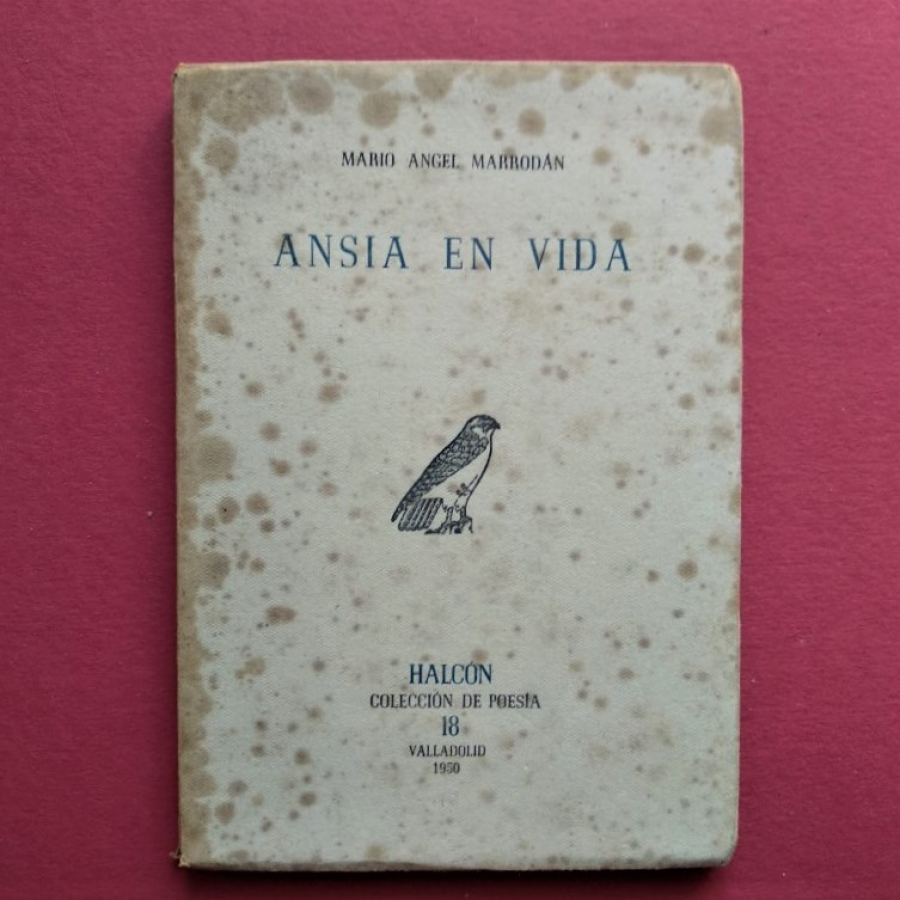 MARIO ANGEL MARRODÁN
ANSIA EN VIDA
HALCÓN
COLECCIÓN DE POESÍA
18
VALLADOLID
1950